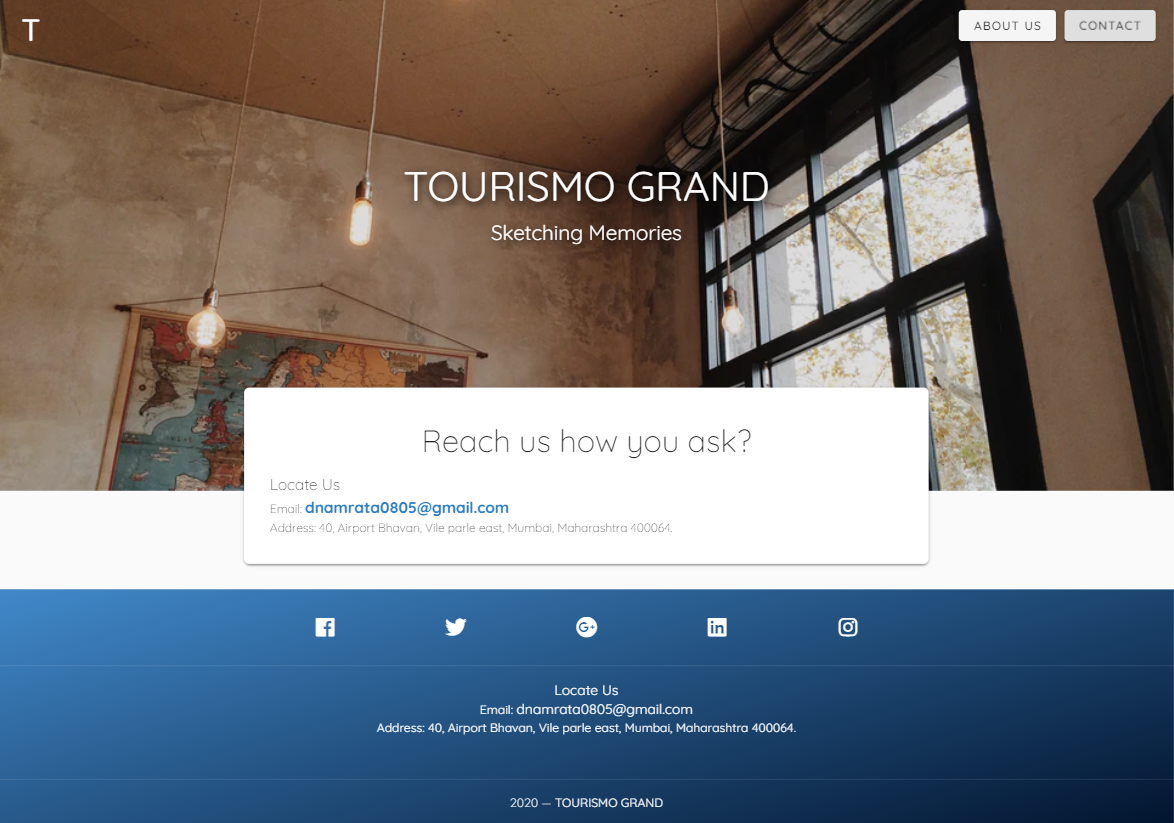 T
ABOUT US
CONTACT
TOURISMO GRAND
Sketching Memories
Reach us how you ask?
Locate Us
Email: dnamrata0805@gmail.com
Address: 40, Airport Bhavan, Vile parle east, Mumbai, Maharashtra 400064.
Locate Us
Email: dnamrata0805@gmail.com
Address: 40, Airport Bhavan, Vile parle east, Mumbai, Maharashtra 400064.
2020 — TOURISMO GRAND